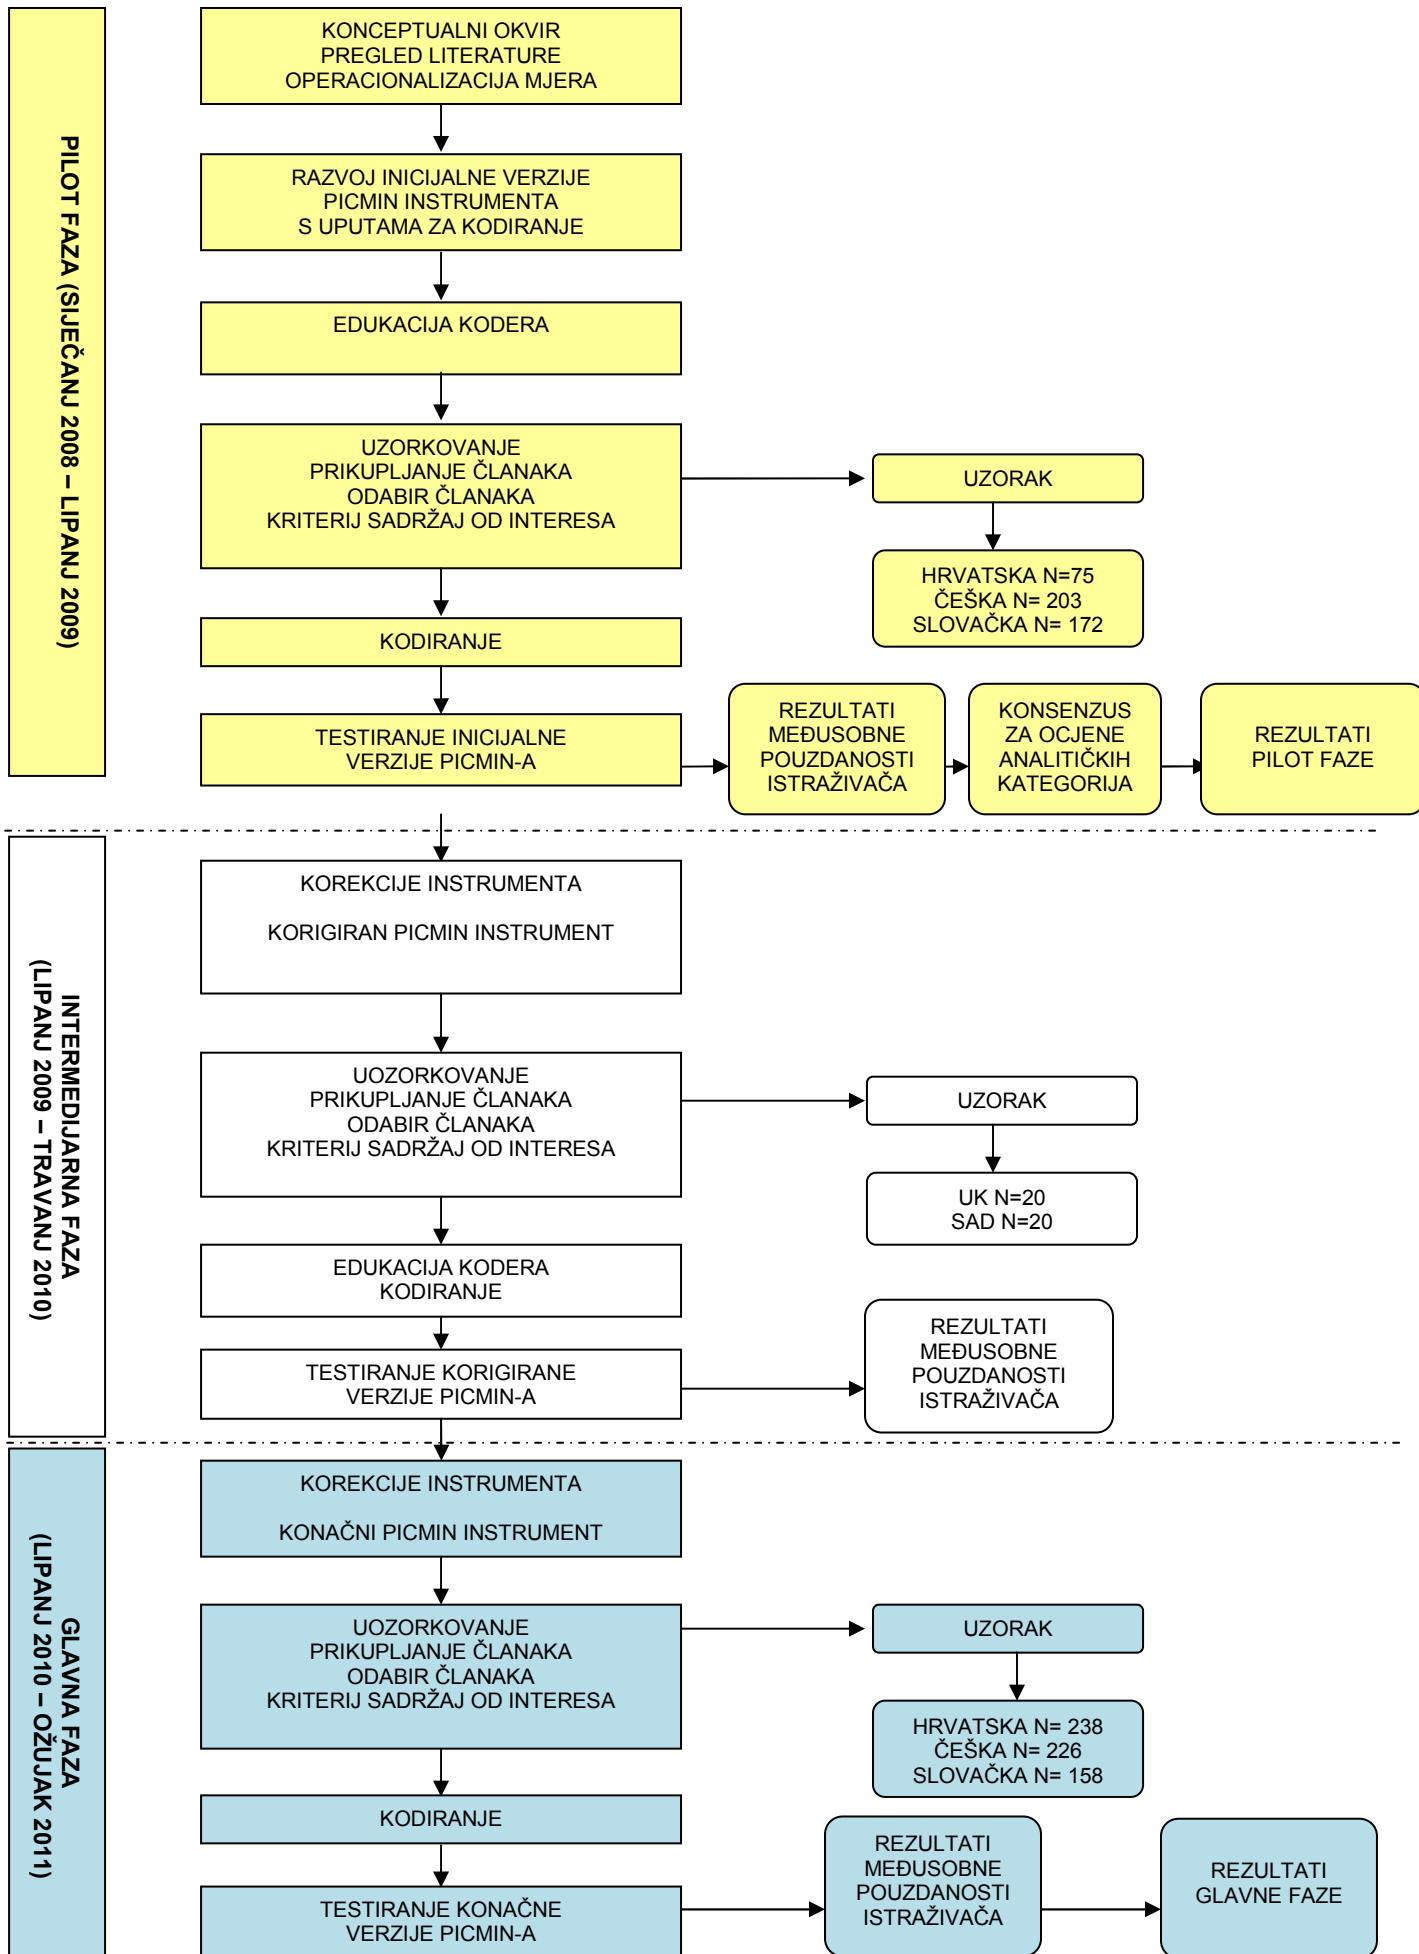 PILOT FAZA (SIJEČANJ 2008 – LIPANJ 2009)
KONCEPTUALNI OKVIR
PREGLED LITERATURE
OPERACIONALIZACIJA MJERA
RAZVOJ INICIJALNE VERZIJE
PICMIN INSTRUMENTA
S UPUTAMA ZA KODIRANJE
EDUKACIJA KODERA
UZORKOVANJE
PRIKUPLJANJE ČLANAKA
ODABIR ČLANAKA
KRITERIJ SADRŽAJ OD INTERESA
UZORAK
HRVATSKA N=75
ČEŠKA N= 203
SLOVAČKA N= 172
KODIRANJE
TESTIRANJE INICIJALNE
VERZIJE PICMIN-A
REZULTATI
MEĐUSOBNE
POUZDANOSTI
ISTRAŽIVAČA
KONSENZUS
ZA OCJENE
ANALITIČKIH
KATEGORIJA
REZULTATI
PILOT FAZE
INTERMEDIJARNA FAZA
(LIPANJ 2009 – TRAVANJ 2010)
KOREKCIJE INSTRUMENTA
KORIGIRAN PICMIN INSTRUMENT
UOZORKOVANJE
PRIKUPLJANJE ČLANAKA
ODABIR ČLANAKA
KRITERIJ SADRŽAJ OD INTERESA
UZORAK
UK N=20
SAD N=20
EDUKACIJA KODERA
KODIRANJE
TESTIRANJE KORIGIRANE
VERZIJE PICMIN-A
REZULTATI
MEĐUSOBNE
POUZDANOSTI
ISTRAŽIVAČA
GLAVNA FAZA
(LIPANJ 2010 – OŽUJAK 2011)
KOREKCIJE INSTRUMENTA
KONAČNI PICMIN INSTRUMENT
UOZORKOVANJE
PRIKUPLJANJE ČLANAKA
ODABIR ČLANAKA
KRITERIJ SADRŽAJ OD INTERESA
UZORAK
HRVATSKA N= 238
ČEŠKA N= 226
SLOVAČKA N= 158
KODIRANJE
TESTIRANJE KONAČNE
VERZIJE PICMIN-A
REZULTATI
MEĐUSOBNE
POUZDANOSTI
ISTRAŽIVAČA
REZULTATI
GLAVNE FAZE